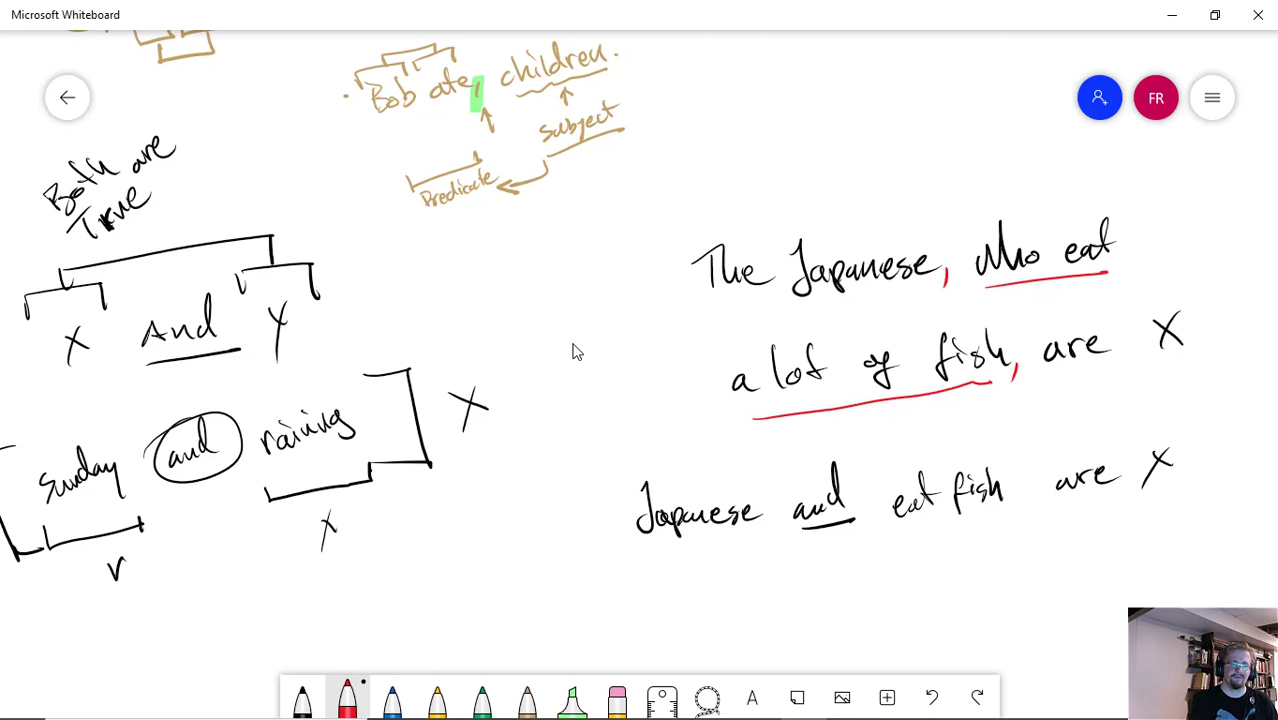 Microsoft Whiteboard
Bob ate, children.
Subject
Predicate
FR
Both are
True
X And Y
Sunday and raining X
X
The Japanese, who eat
a lot of fish, are X
Japanese and eat fish are X
A